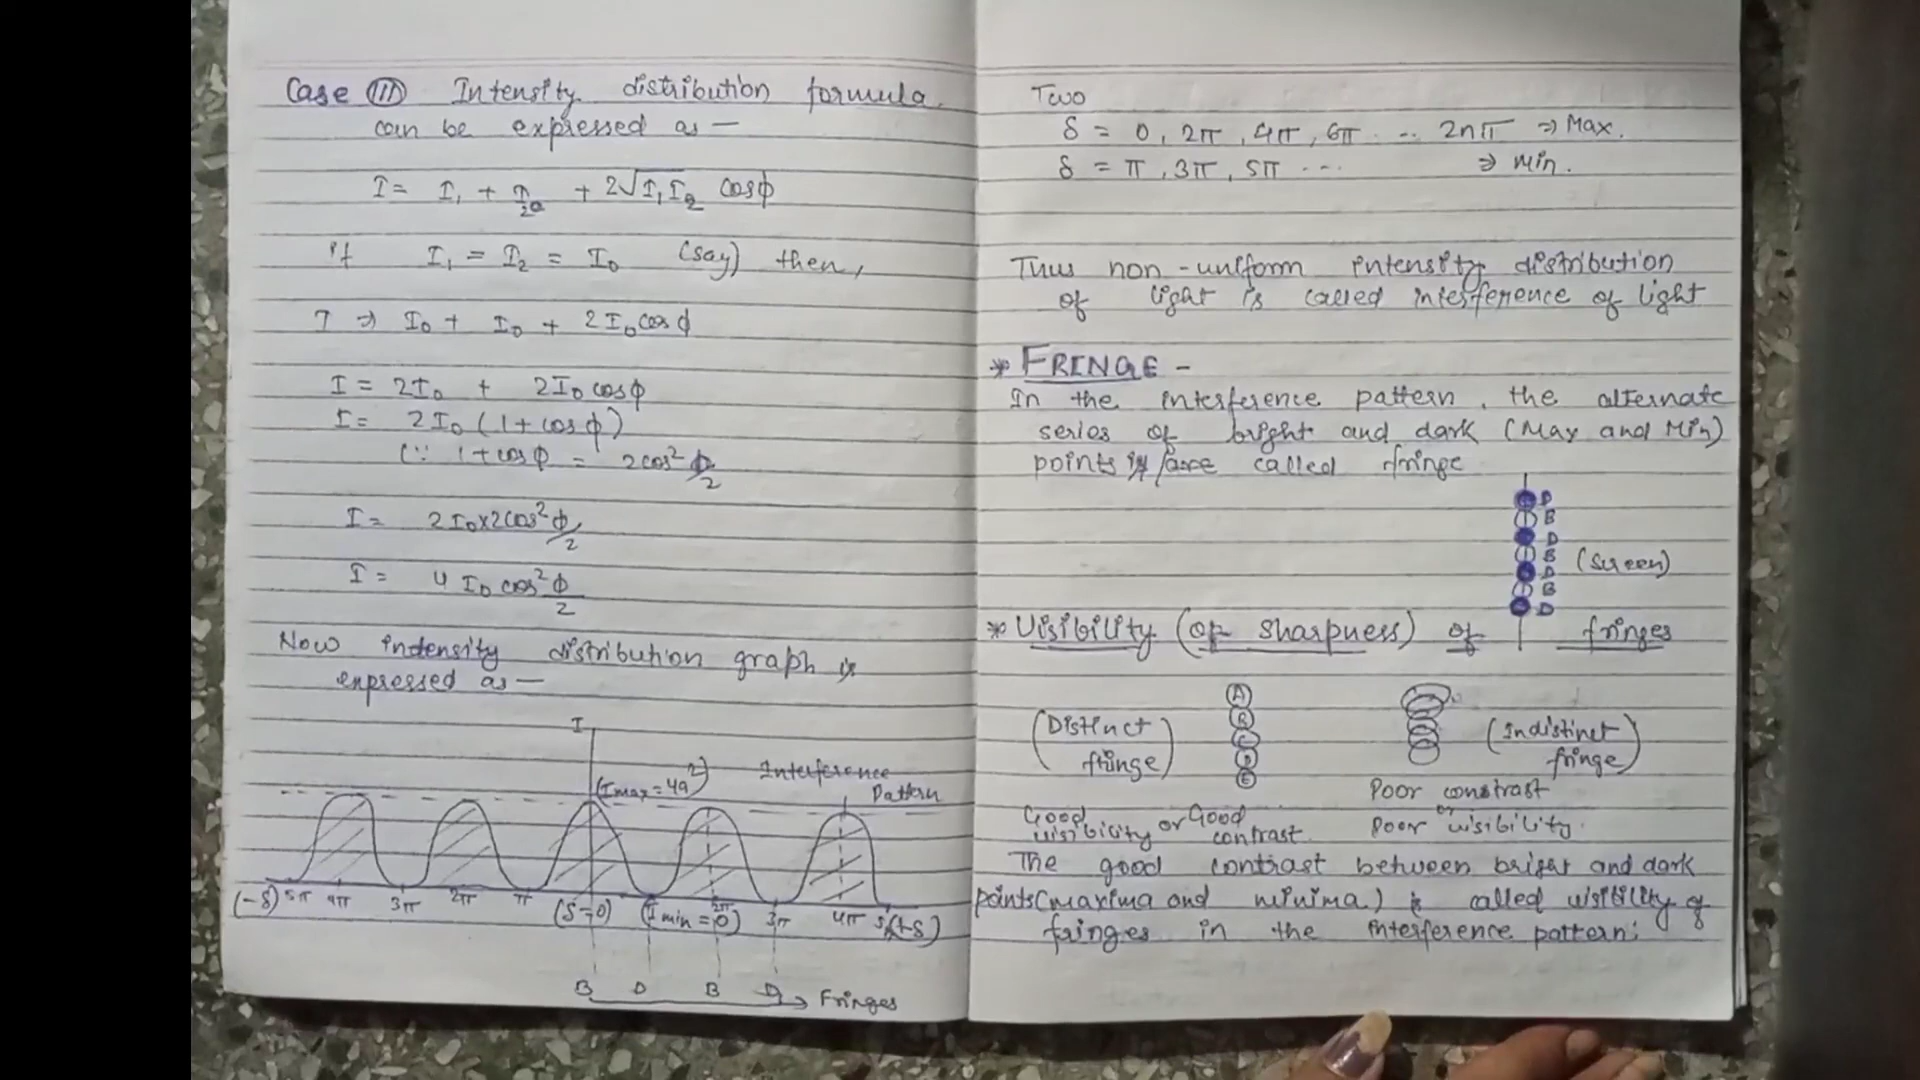 Case III Intensity distribution formula
can be expressed as —
I = I₁ + I₂ + 2√I₁I₂ cosϕ
If I₁ = I₂ = I₀ (say) then,
I ⇒ I₀ + I₀ + 2I₀cosϕ
I = 2I₀ + 2I₀cosϕ
I = 2I₀(1+cosϕ)
(∵ 1+cosϕ = 2cos²ϕ/2
I = 2I₀×2cos²ϕ/2
I = 4I₀cos²ϕ/2
Now intensity distribution graph is
expressed as —
I
(Imax = 4a²)
Interference
Pattern
(-δ) 5π 4π 3π 2π π (δ=0) (Imin = 0) 2π 3π 4π 5π (+δ)
B D B D → Fringes
Two
δ = 0, 2π, 4π, 6π ... 2nπ ⇒ Max.
δ = π, 3π, 5π ... ⇒ Min.
Thus non-uniform intensity distribution
of light is called interference of light
* FRINGE -
In the interference pattern, the alternate
series of bright and dark (Max and Min)
points are called fringe
D
B
D
B
D
B
D
(Screen)
* Visibility (or sharpness) of fringes
(Distinct
fringe)
A
B
C
D
E
(Indistinct
fringe)
Good
visibility or Good
contrast.
Poor constrast
or
Poor visibility.
The good contrast between bright and dark
points (maxima and minima) is called visibility of
fringes in the interference pattern: